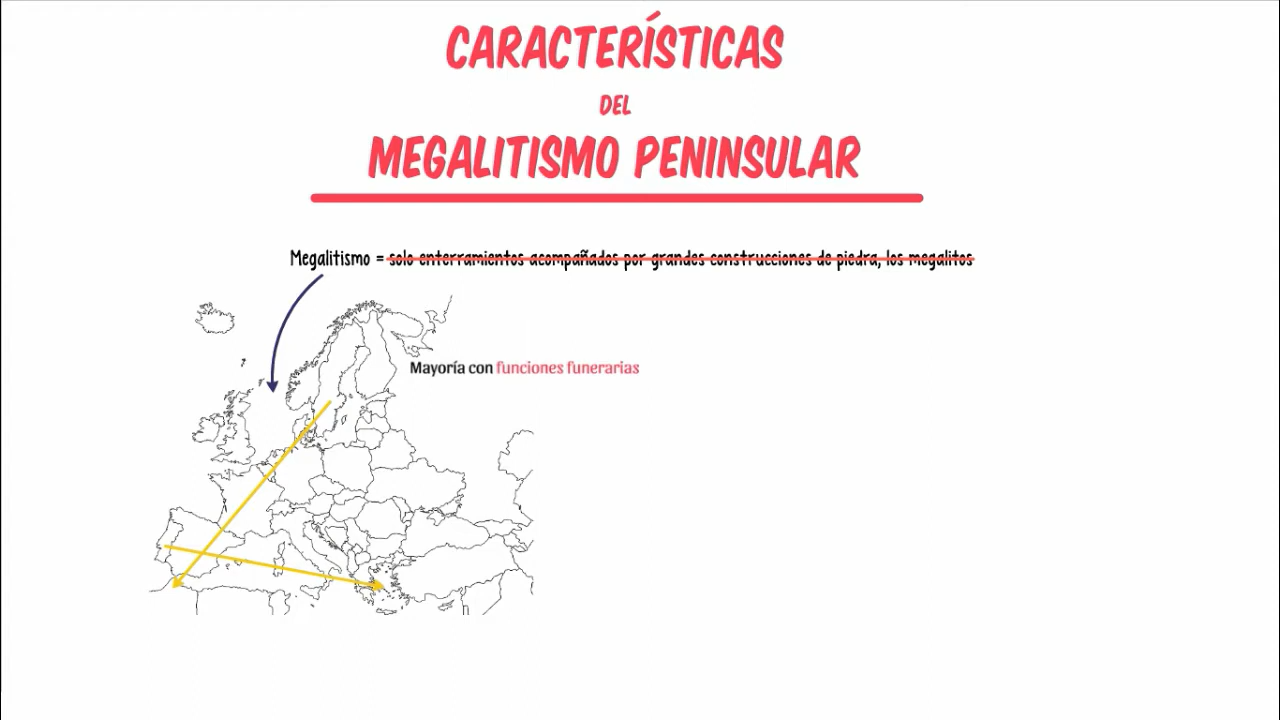 CARACTERÍSTICAS
DEL
MEGALITISMO PENINSULAR
Megalitismo = solo enterramientos acompañados por grandes construcciones de piedra, los megalitos
Mayoría con funciones funerarias